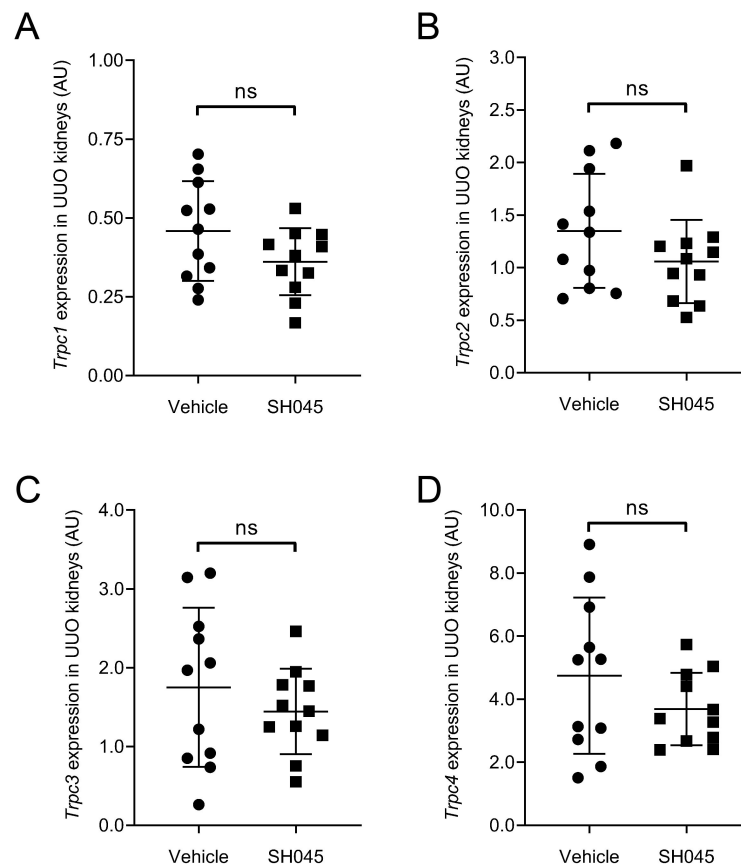 A
Trpc1 expression in UUO kidneys (AU)
1.00
0.75
0.50
0.25
0.00
ns
Vehicle SH045
B
Trpc2 expression in UUO kidneys (AU)
3.0
2.5
2.0
1.5
1.0
0.5
0.0
ns
Vehicle SH045
C
Trpc3 expression in UUO kidneys (AU)
4.0
3.0
2.0
1.0
0.0
ns
Vehicle SH045
D
Trpc4 expression in UUO kidneys (AU)
10.0
8.0
6.0
4.0
2.0
0.0
ns
Vehicle SH045